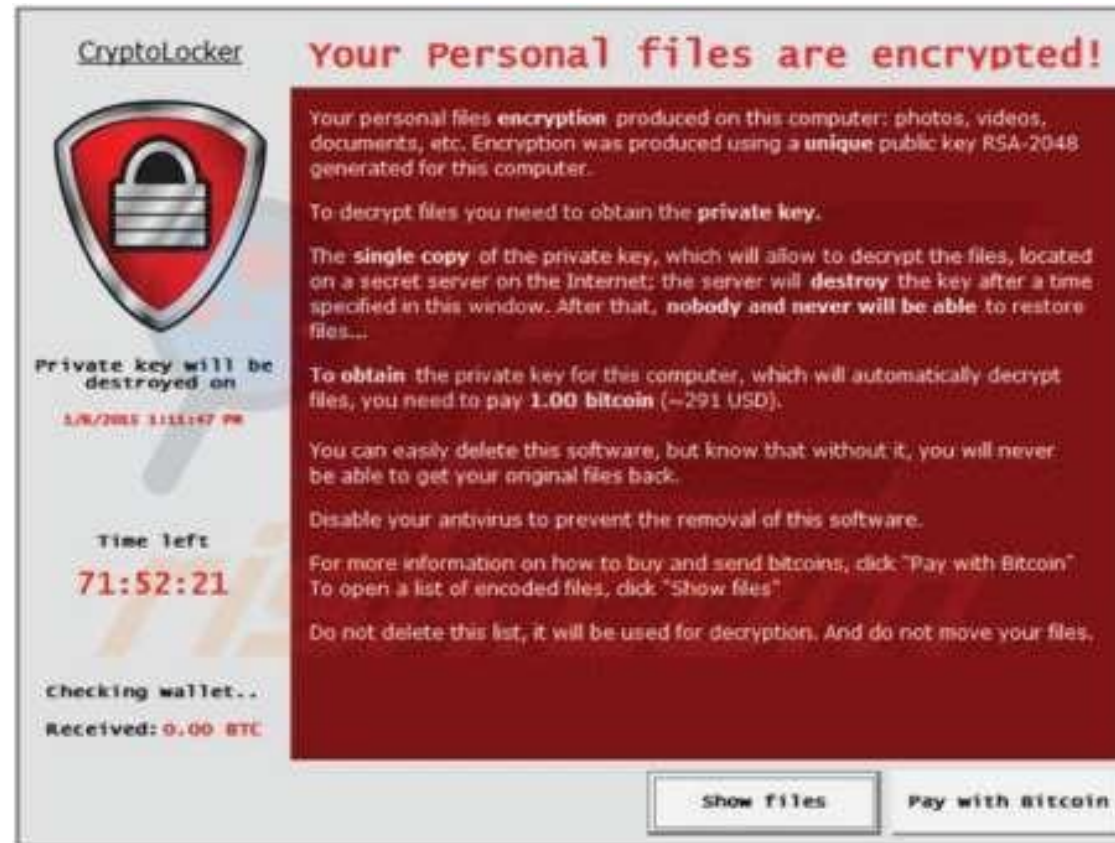 CryptoLocker
Your Personal files are encrypted!
Your personal files encryption produced on this computer: photos, videos,
documents, etc. Encryption was produced using a unique public key RSA-2048
generated for this computer.
To decrypt files you need to obtain the private key.
The single copy of the private key, which will allow to decrypt the files, located
on a secret server on the Internet; the server will destroy the key after a time
specified in this window. After that, nobody and never will be able to restore
files...
To obtain the private key for this computer, which will automatically decrypt
files, you need to pay 1.00 bitcoin (~291 USD).
You can easily delete this software, but know that without it, you will never
be able to get your original files back.
Disable your antivirus to prevent the removal of this software.
For more information on how to buy and send bitcoins, click "Pay with Bitcoin"
To open a list of encoded files, click "Show files"
Do not delete this list, it will be used for decryption. And do not move your files.
Private key will be
destroyed on
1:11:47 PM
Time left
71:52:21
Checking wallet..
Received: 0.00 BTC
Show files
Pay with Bitcoin